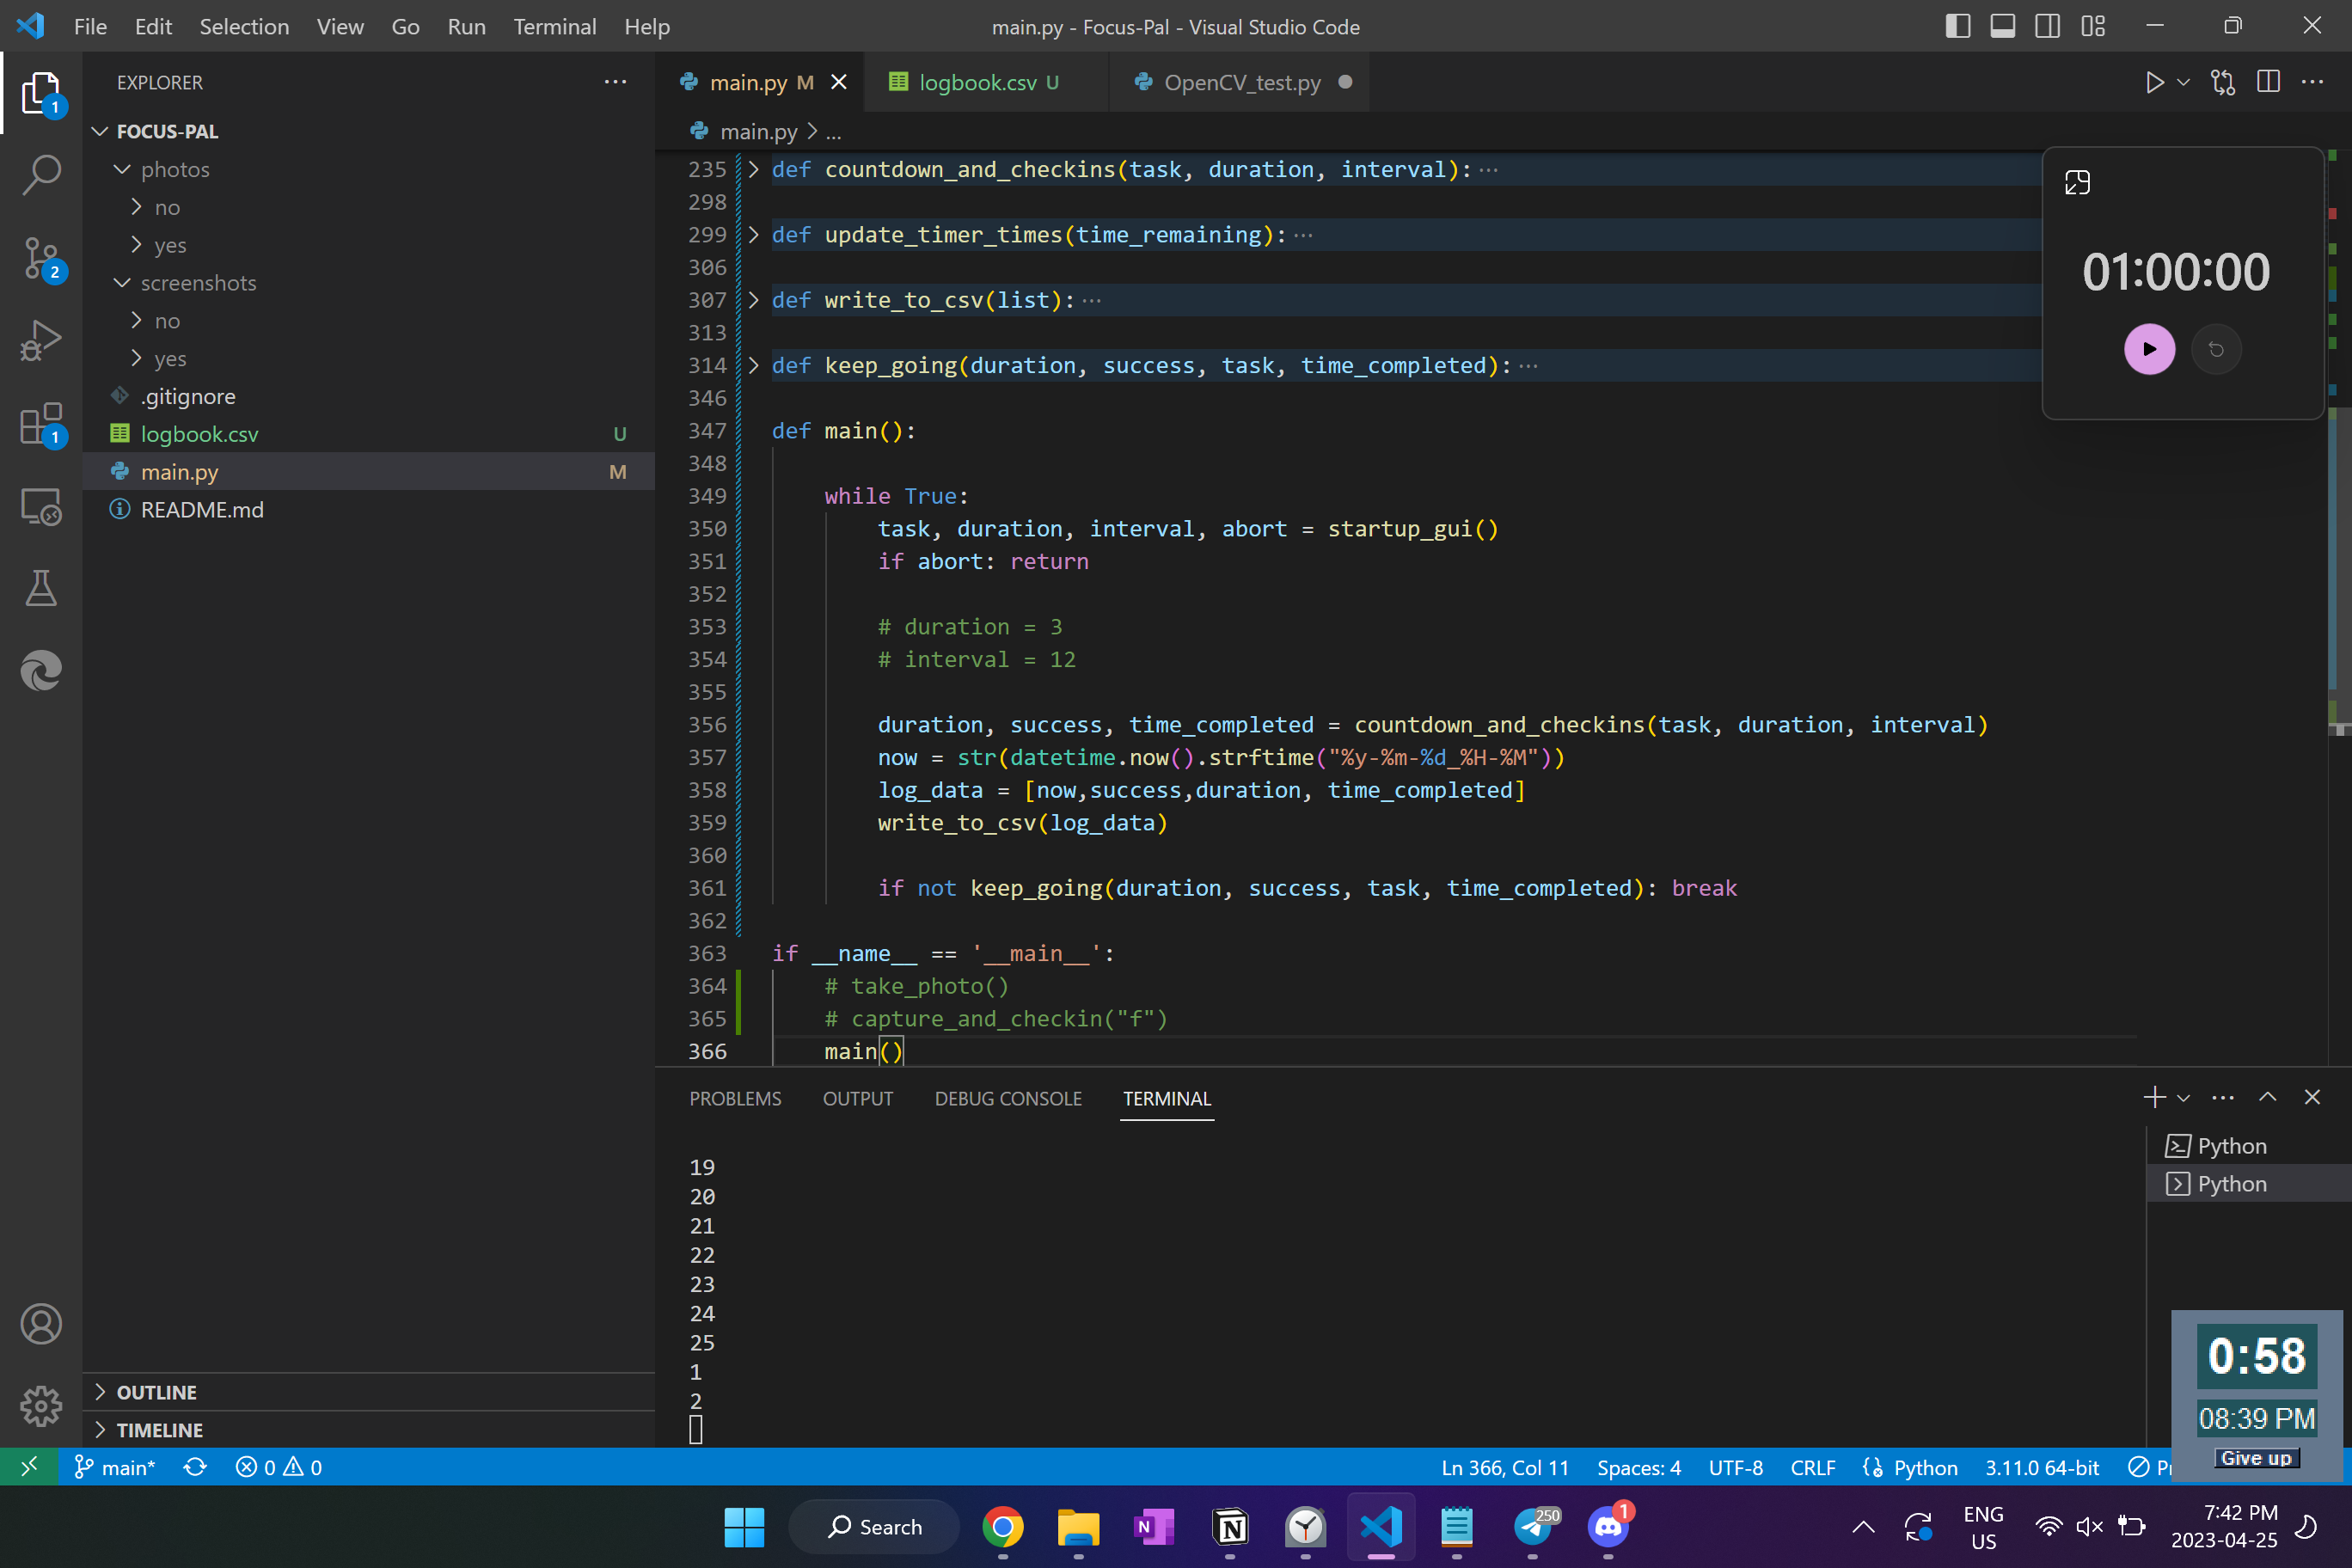 File Edit Selection View Go Run Terminal Help
main.py - Focus-Pal - Visual Studio Code
EXPLORER
1
FOCUS-PAL
photos
no
yes
2
screenshots
no
yes
.gitignore
1
logbook.csv U
main.py M
README.md
OUTLINE
TIMELINE
main.py M
logbook.csv U
OpenCV_test.py
main.py > ...
235 def countdown_and_checkins(task, duration, interval):···
298
299 def update_timer_times(time_remaining):···
306
307 def write_to_csv(list):···
313
314 def keep_going(duration, success, task, time_completed):···
346
347 def main():
348
349 while True:
350 task, duration, interval, abort = startup_gui()
351 if abort: return
352
353 # duration = 3
354 # interval = 12
355
356 duration, success, time_completed = countdown_and_checkins(task, duration, interval)
357 now = str(datetime.now().strftime("%y-%m-%d_%H-%M"))
358 log_data = [now,success,duration, time_completed]
359 write_to_csv(log_data)
360
361 if not keep_going(duration, success, task, time_completed): break
362
363 if __name__ == '__main__':
364 # take_photo()
365 # capture_and_checkin("f")
366 main()
01:00:00
PROBLEMS OUTPUT DEBUG CONSOLE TERMINAL
19
20
21
22
23
24
25
1
2
Python
Python
0:58
08:39 PM
Give up
main* 0 0
Ln 366, Col 11 Spaces: 4 UTF-8 CRLF Python 3.11.0 64-bit
Search
N
250
1
ENG
US
7:42 PM
2023-04-25